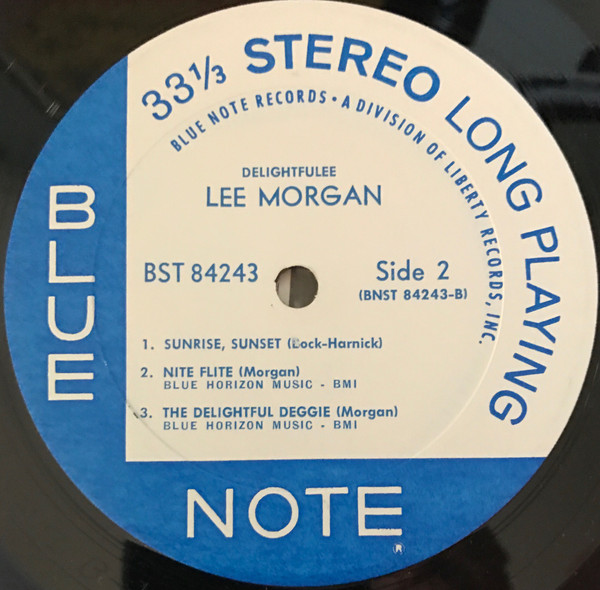 33⅓ STEREO LONG PLAYING
BLUE NOTE RECORDS • A DIVISION OF LIBERTY RECORDS, INC.
DELIGHTFULEE
LEE MORGAN
BST 84243
Side 2
(BNST 84243-B)
1. SUNRISE, SUNSET (Bock-Harnick)
2. NITE FLITE (Morgan)
BLUE HORIZON MUSIC - BMI
3. THE DELIGHTFUL DEGGIE (Morgan)
BLUE HORIZON MUSIC - BMI
BLUE
NOTE
®